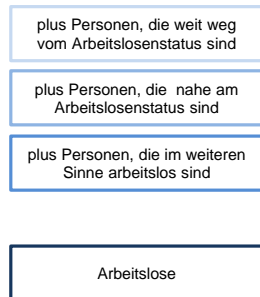 plus Personen, die weit weg
vom Arbeitslosenstatus sind
plus Personen, die nahe am
Arbeitslosenstatus sind
plus Personen, die im weiteren
Sinne arbeitslos sind
Arbeitslose